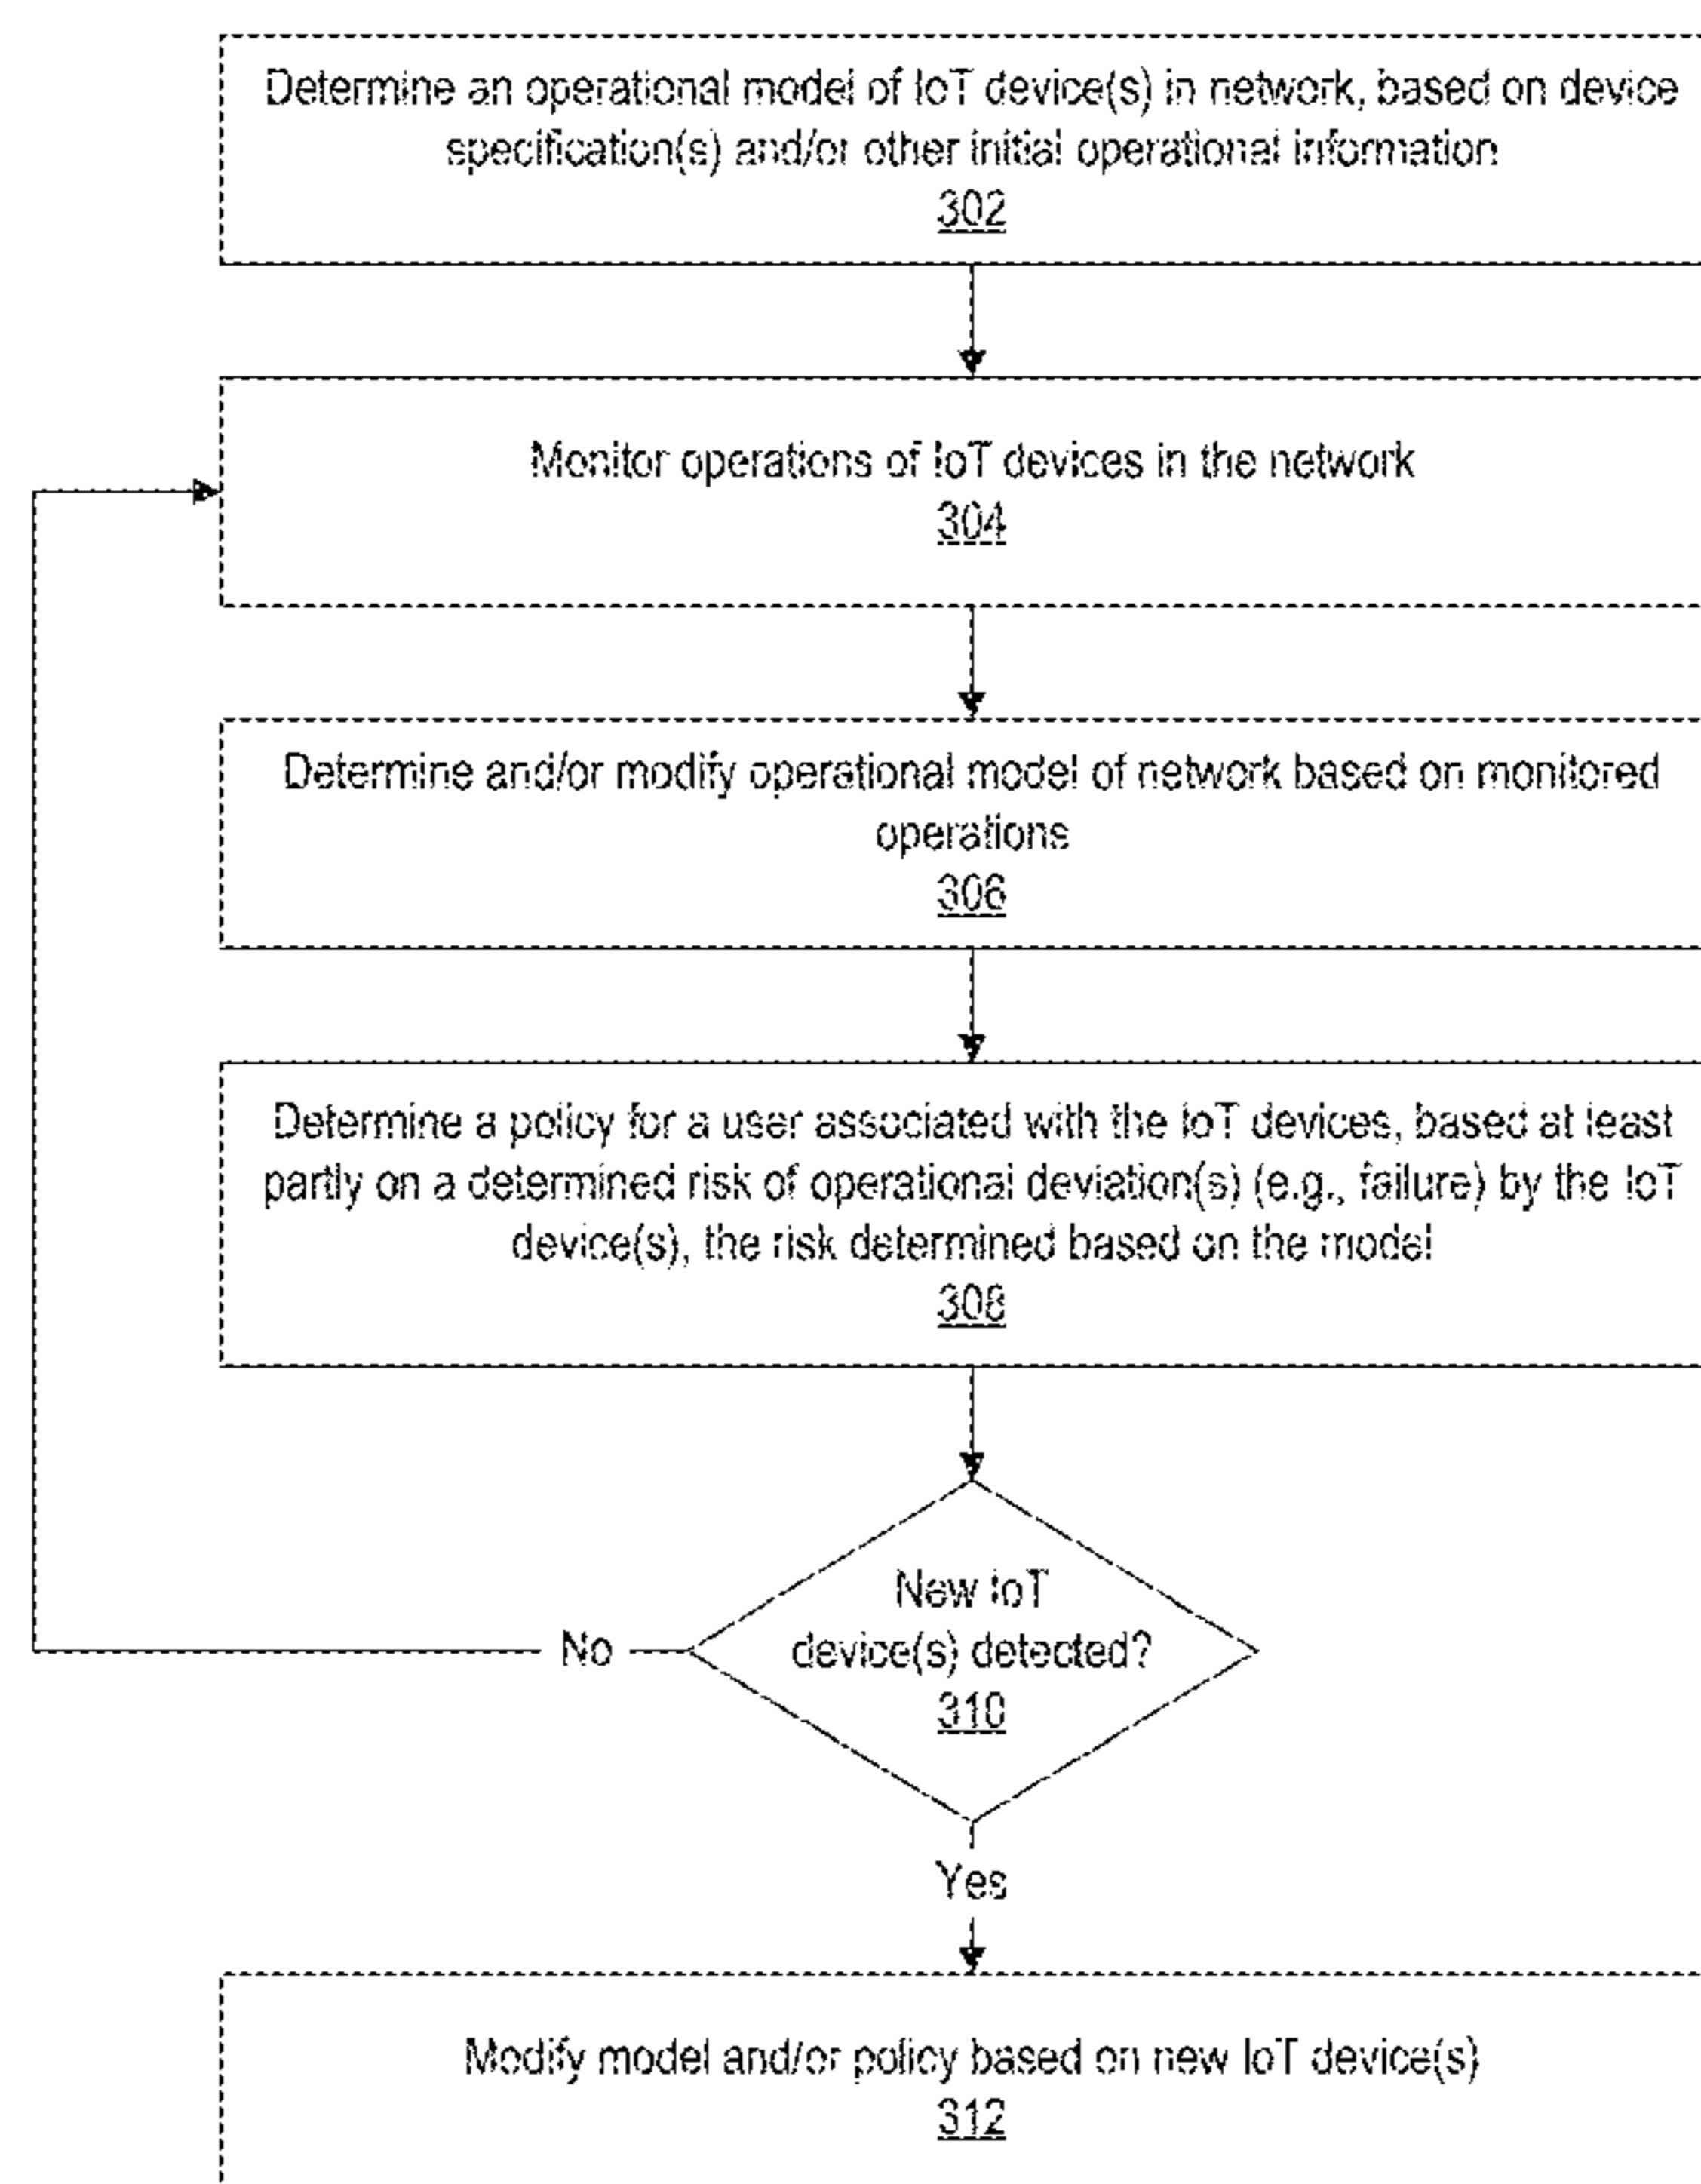 Determine an operational model of IoT device(s) in network, based on device
specification(s) and/or other initial operational information
302
Monitor operations of IoT devices in the network
304
Determine and/or modify operational model of network based on monitored
operations
306
Determine a policy for a user associated with the IoT devices, based at least
partly on a determined risk of operational deviation(s) (e.g., failure) by the IoT
device(s), the risk determined based on the model
308
New IoT
device(s) detected?
310
No
Yes
Modify model and/or policy based on new IoT device(s)
312